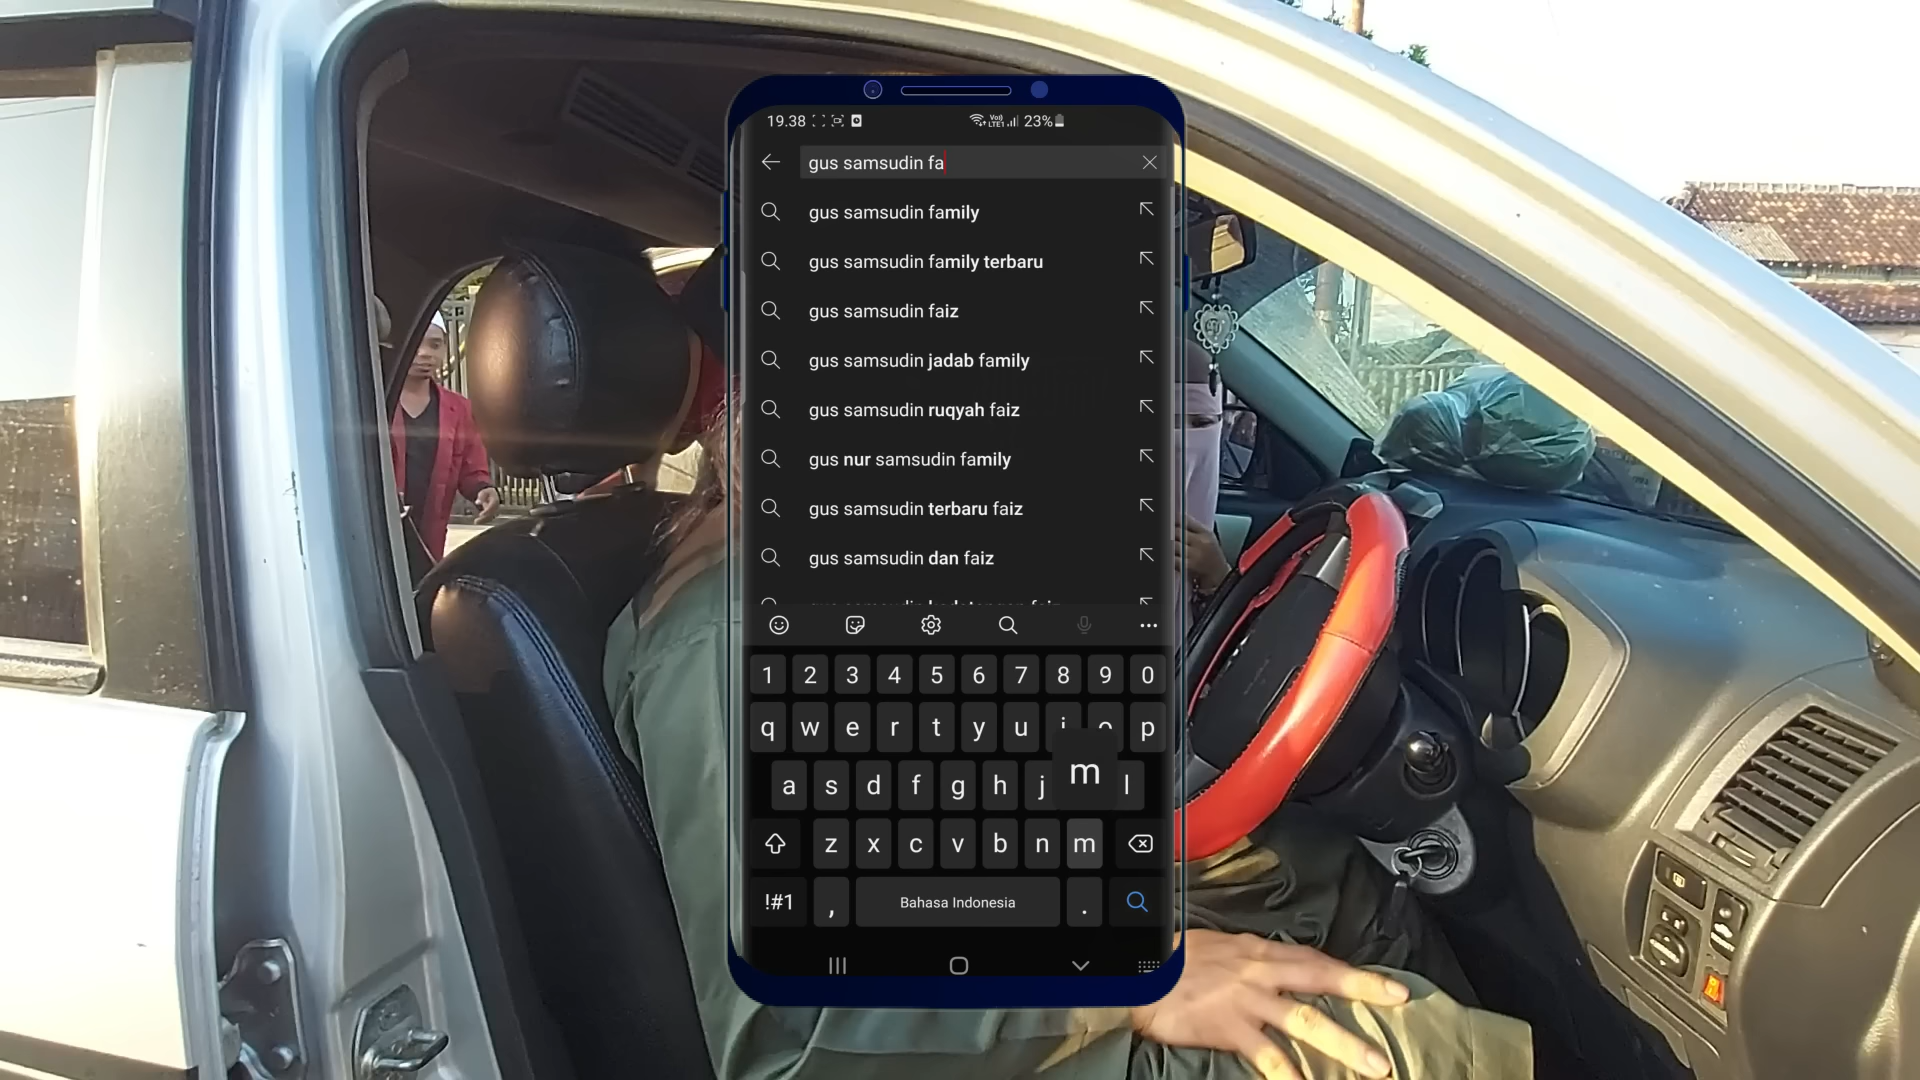 19.38
Vo)) LTE1 23%
gus samsudin fa
gus samsudin family
gus samsudin family terbaru
gus samsudin faiz
gus samsudin jadab family
gus samsudin ruqyah faiz
gus nur samsudin family
gus samsudin terbaru faiz
gus samsudin dan faiz
1 2 3 4 5 6 7 8 9 0
q w e r t y u i o p
m
a s d f g h j l
z x c v b n m
!#1 , Bahasa Indonesia .